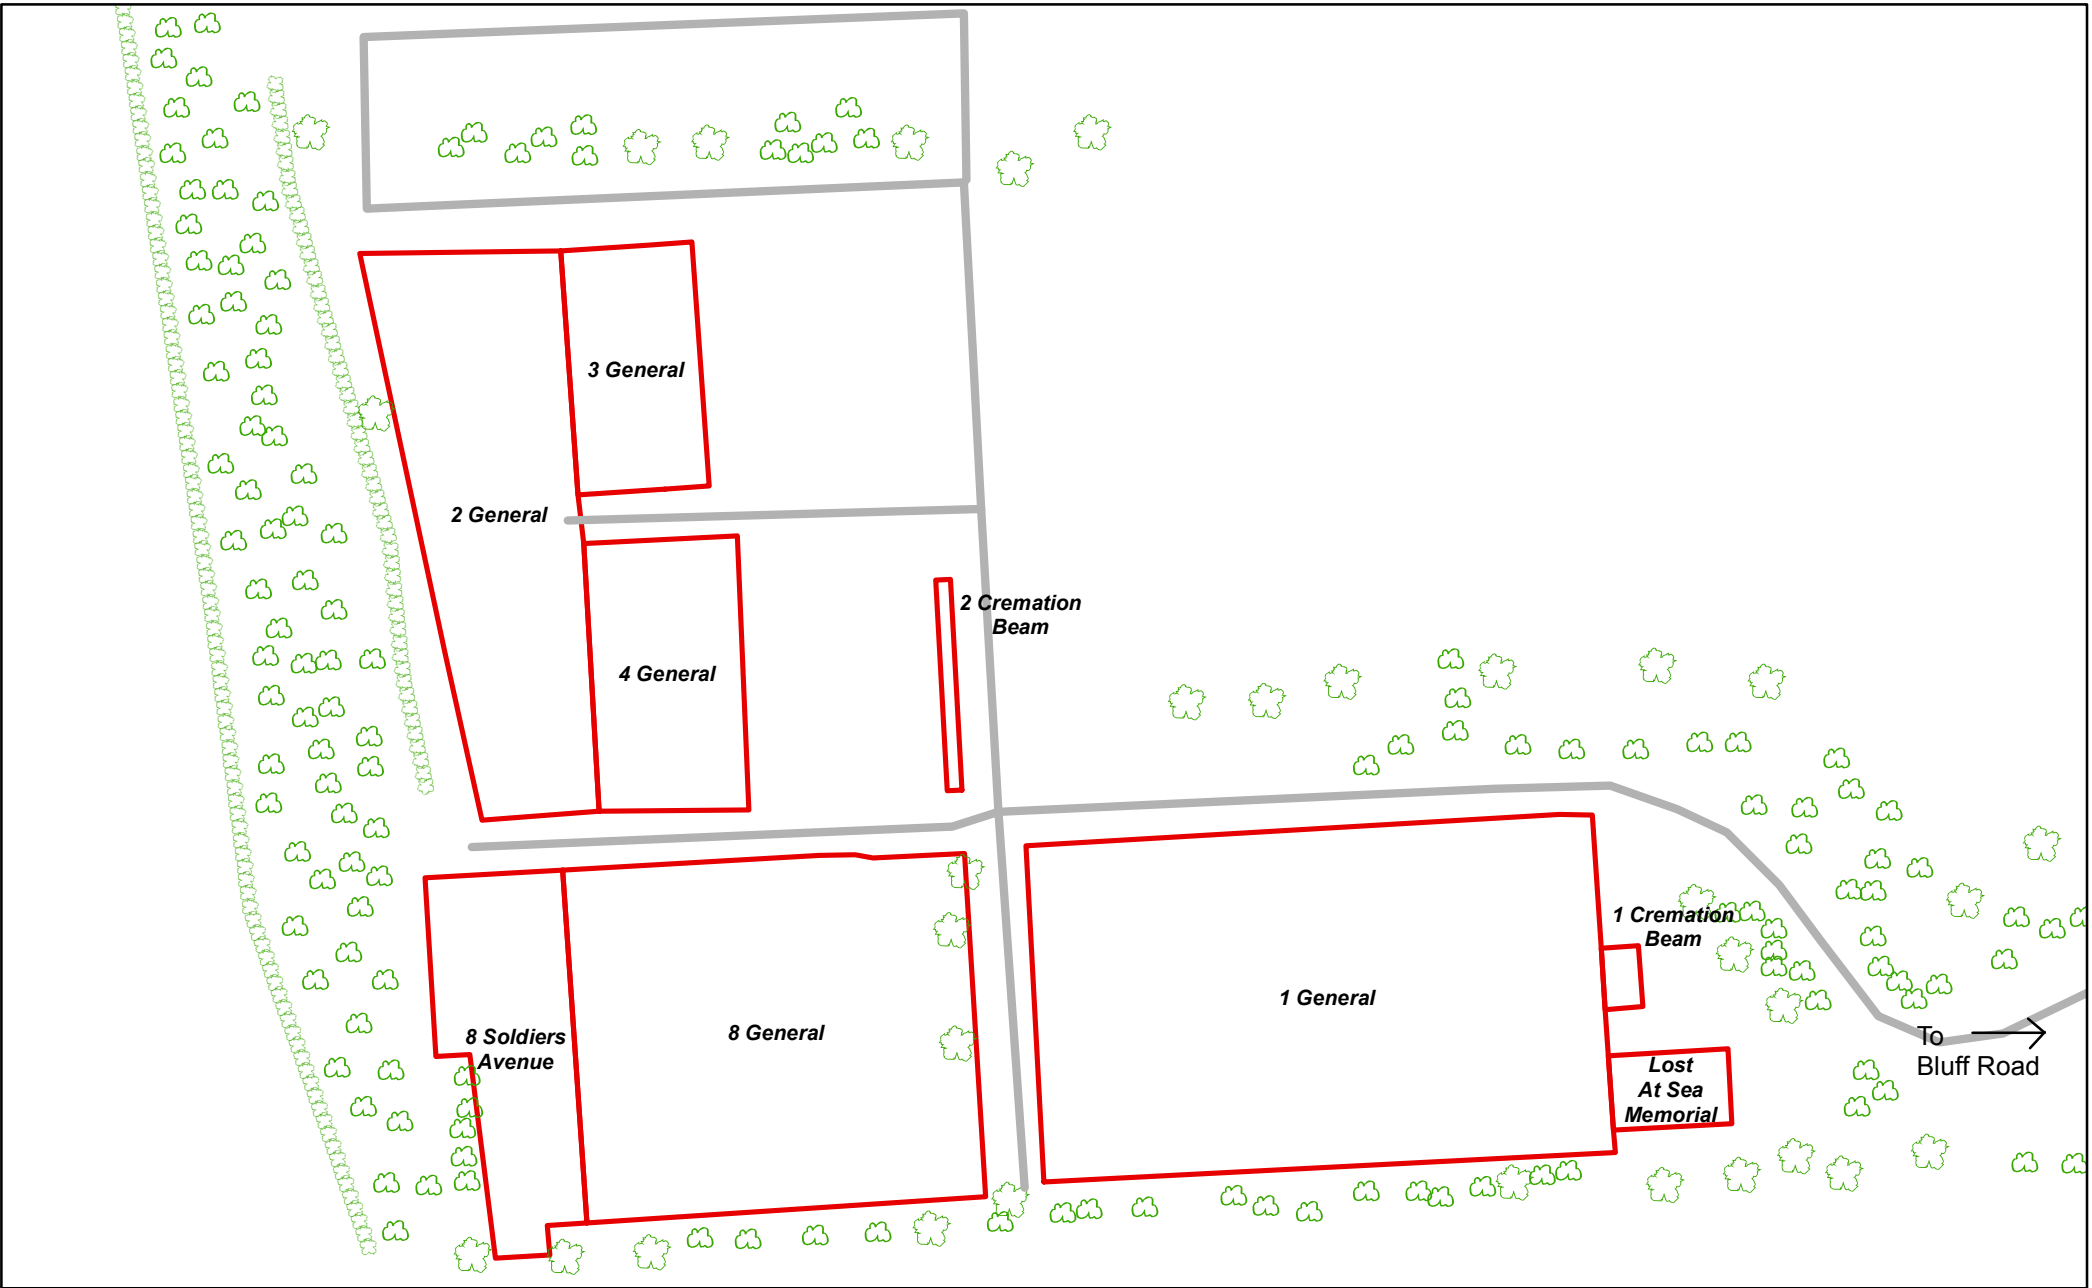 3 General
2 General
2 Cremation
Beam
4 General
1 Cremation
Beam
1 General
8 Soldiers
Avenue
8 General
To
Bluff Road
Lost
At Sea
Memorial